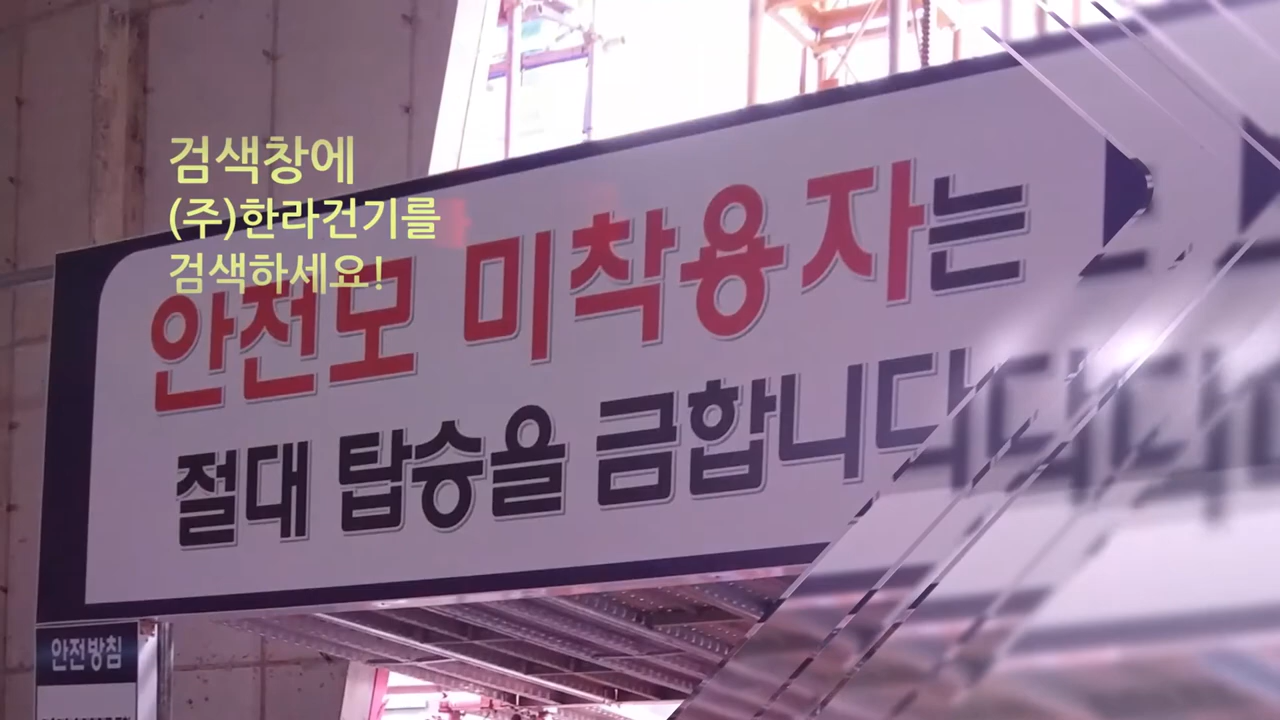 검색창에
(주)한라건기를
검색하세요!
안전모 미착용자는
절대 탑승을 금합니다
안전방침